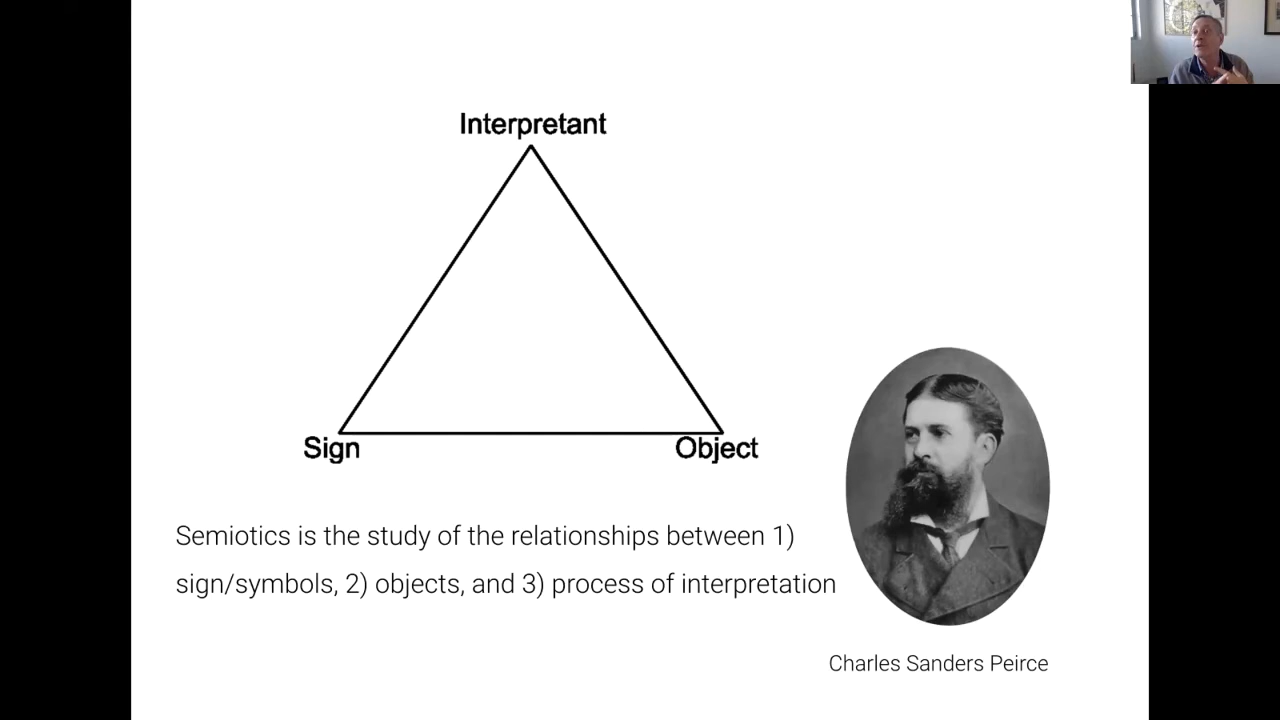 Interpretant
Sign
Object
Semiotics is the study of the relationships between 1)
sign/symbols, 2) objects, and 3) process of interpretation
Charles Sanders Peirce